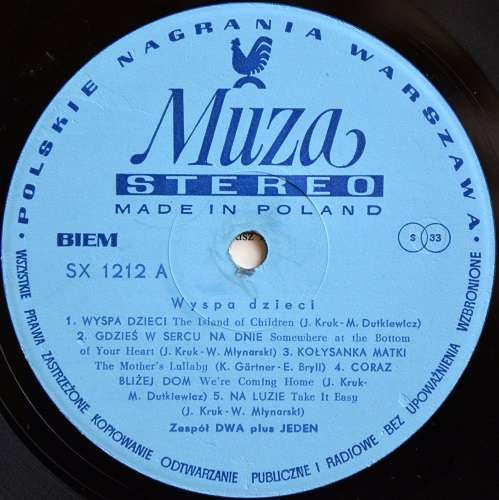 · POLSKIE NAGRANIA WARSZAWA ·
Muza
STEREO
MADE IN POLAND
BIEM
S 33
SX 1212 A
Wyspa dzieci
1. WYSPA DZIECI The Island of Children (J. Kruk-M. Dutkiewicz)
2. GDZIEŚ W SERCU NA DNIE Somewhere at the Bottom
of Your Heart (J. Kruk-W. Młynarski) 3. KOŁYSANKA MATKI
The Mother's Lullaby (K. Gärtner-E. Bryll) 4. CORAZ
BLIŻEJ DOM We're Coming Home (J. Kruk-
M. Dutkiewicz) 5. NA LUZIE Take It Easy
(J. Kruk-W. Młynarski)
Zespół DWA plus JEDEN
WSZYSTKIE PRAWA ZASTRZEŻONE KOPIOWANIE ODTWARZANIE PUBLICZNE I RADIOWE BEZ UPOWAŻNIENIA WZBRONIONE